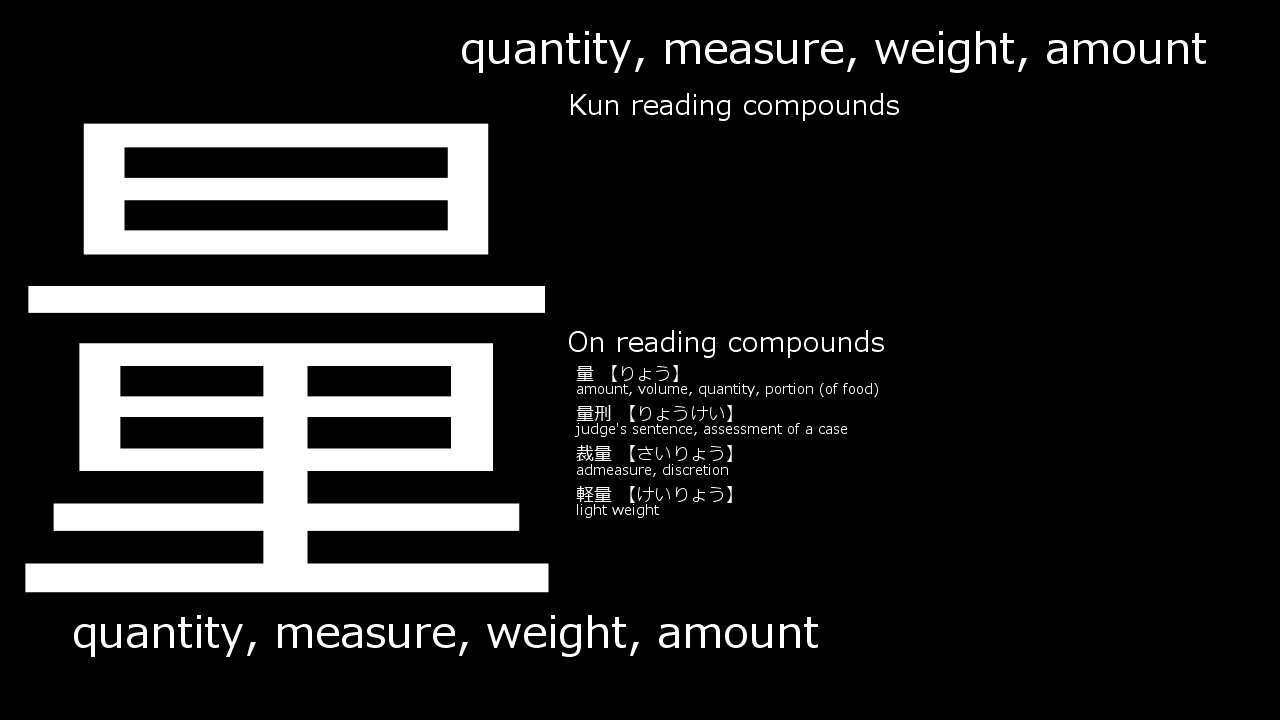 quantity, measure, weight, amount
Kun reading compounds
量
On reading compounds
量 【りょう】
amount, volume, quantity, portion (of food)
量刑 【りょうけい】
judge's sentence, assessment of a case
裁量 【さいりょう】
admeasure, discretion
軽量 【けいりょう】
light weight
quantity, measure, weight, amount